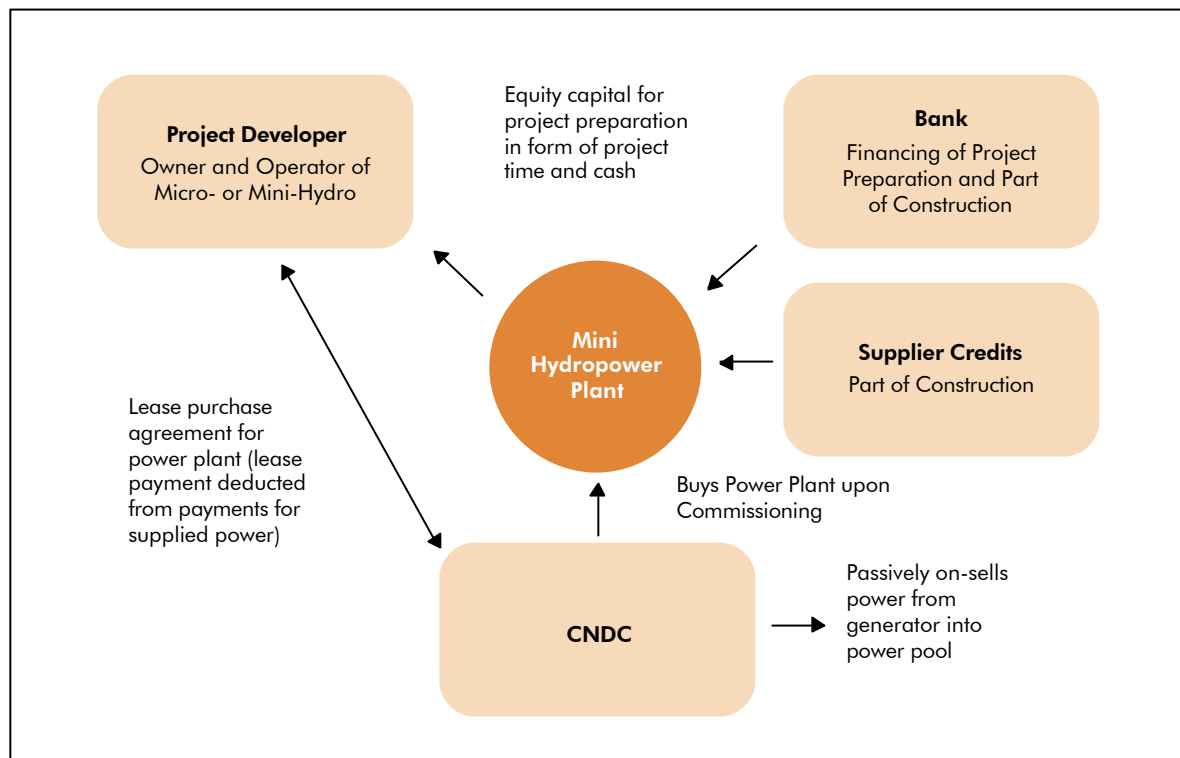 Project Developer
Owner and Operator of
Micro- or Mini-Hydro
Equity capital for
project preparation
in form of project
time and cash
Bank
Financing of Project
Preparation and Part
of Construction
Mini
Hydropower
Plant
Supplier Credits
Part of Construction
Lease purchase
agreement for
power plant (lease
payment deducted
from payments for
supplied power)
Buys Power Plant upon
Commissioning
CNDC
Passively on-sells
power from
generator into
power pool